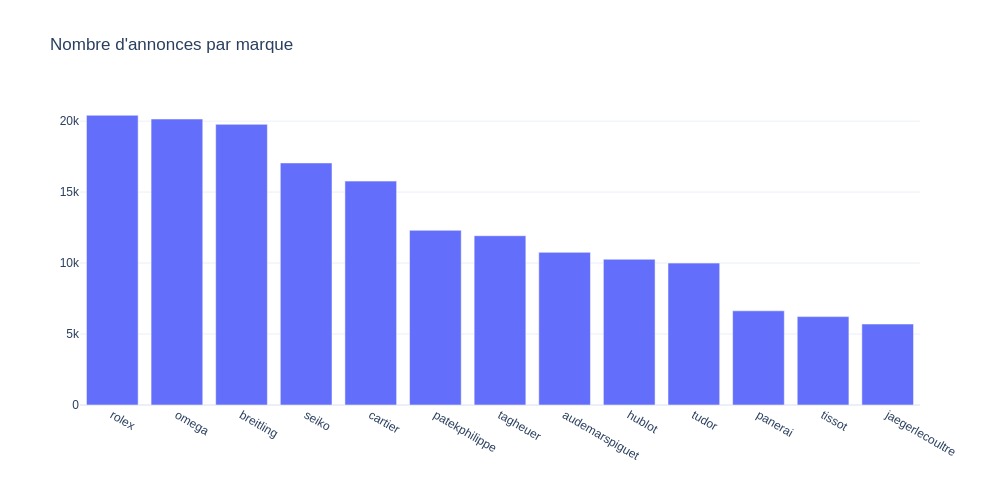 Nombre d'annonces par marque
20k
15k
10k
5k
0
rolex
omega
breitling
seiko
cartier
patekphilippe
tagheuer
audemarspiguet
hublot
tudor
panerai
tissot
jaegerlecoultre